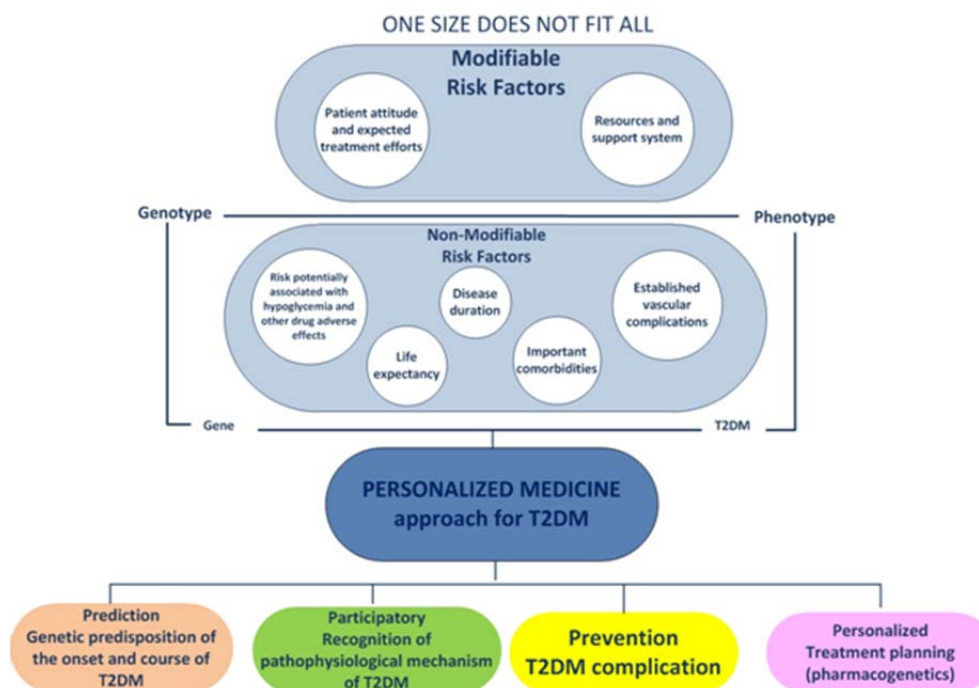 ONE SIZE DOES NOT FIT ALL
Modifiable
Risk Factors
Patient attitude
and expected
treatment efforts
Resources and
support system
Genotype
Phenotype
Non-Modifiable
Risk Factors
Risk potentially
associated with
hypoglycemia and
other drug adverse
effects
Disease
duration
Established
vascular
complications
Life
expectancy
Important
comorbidities
Gene
T2DM
PERSONALIZED MEDICINE
approach for T2DM
Prediction
Genetic predisposition of
the onset and course of
T2DM
Participatory
Recognition of
pathophysiological mechanism
of T2DM
Prevention
T2DM complication
Personalized
Treatment planning
(pharmacogenetics)